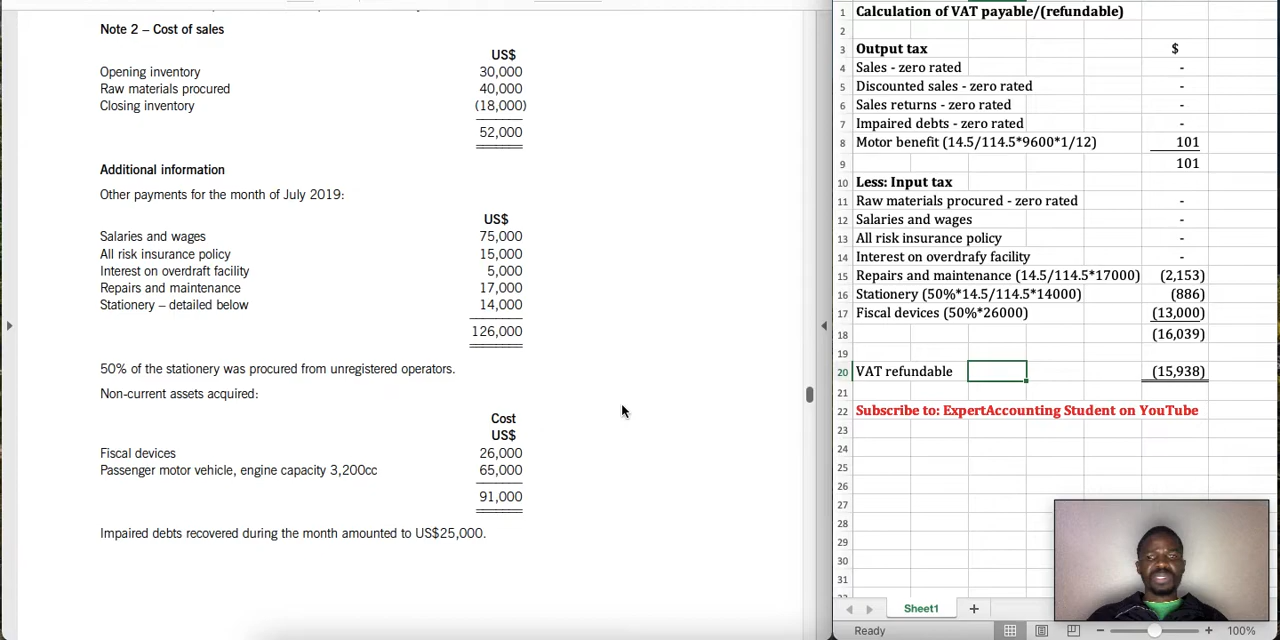 Note 2 – Cost of sales
US$
Opening inventory 30,000
Raw materials procured 40,000
Closing inventory (18,000)
52,000
Additional information
Other payments for the month of July 2019:
US$
Salaries and wages 75,000
All risk insurance policy 15,000
Interest on overdraft facility 5,000
Repairs and maintenance 17,000
Stationery – detailed below 14,000
126,000
50% of the stationery was procured from unregistered operators.
Non-current assets acquired:
Cost
US$
Fiscal devices 26,000
Passenger motor vehicle, engine capacity 3,200cc 65,000
91,000
Impaired debts recovered during the month amounted to US$25,000.
1 Calculation of VAT payable/(refundable)
2
3 Output tax $
4 Sales - zero rated -
5 Discounted sales - zero rated -
6 Sales returns - zero rated -
7 Impaired debts - zero rated -
8 Motor benefit (14.5/114.5*9600*1/12) 101
9 101
10 Less: Input tax
11 Raw materials procured - zero rated -
12 Salaries and wages -
13 All risk insurance policy -
14 Interest on overdrafy facility -
15 Repairs and maintenance (14.5/114.5*17000) (2,153)
16 Stationery (50%*14.5/114.5*14000) (886)
17 Fiscal devices (50%*26000) (13,000)
18 (16,039)
19
20 VAT refundable (15,938)
21
22 Subscribe to: ExpertAccounting Student on YouTube
23
24
25
26
27
28
29
30
31
Sheet1 +
Ready 100%